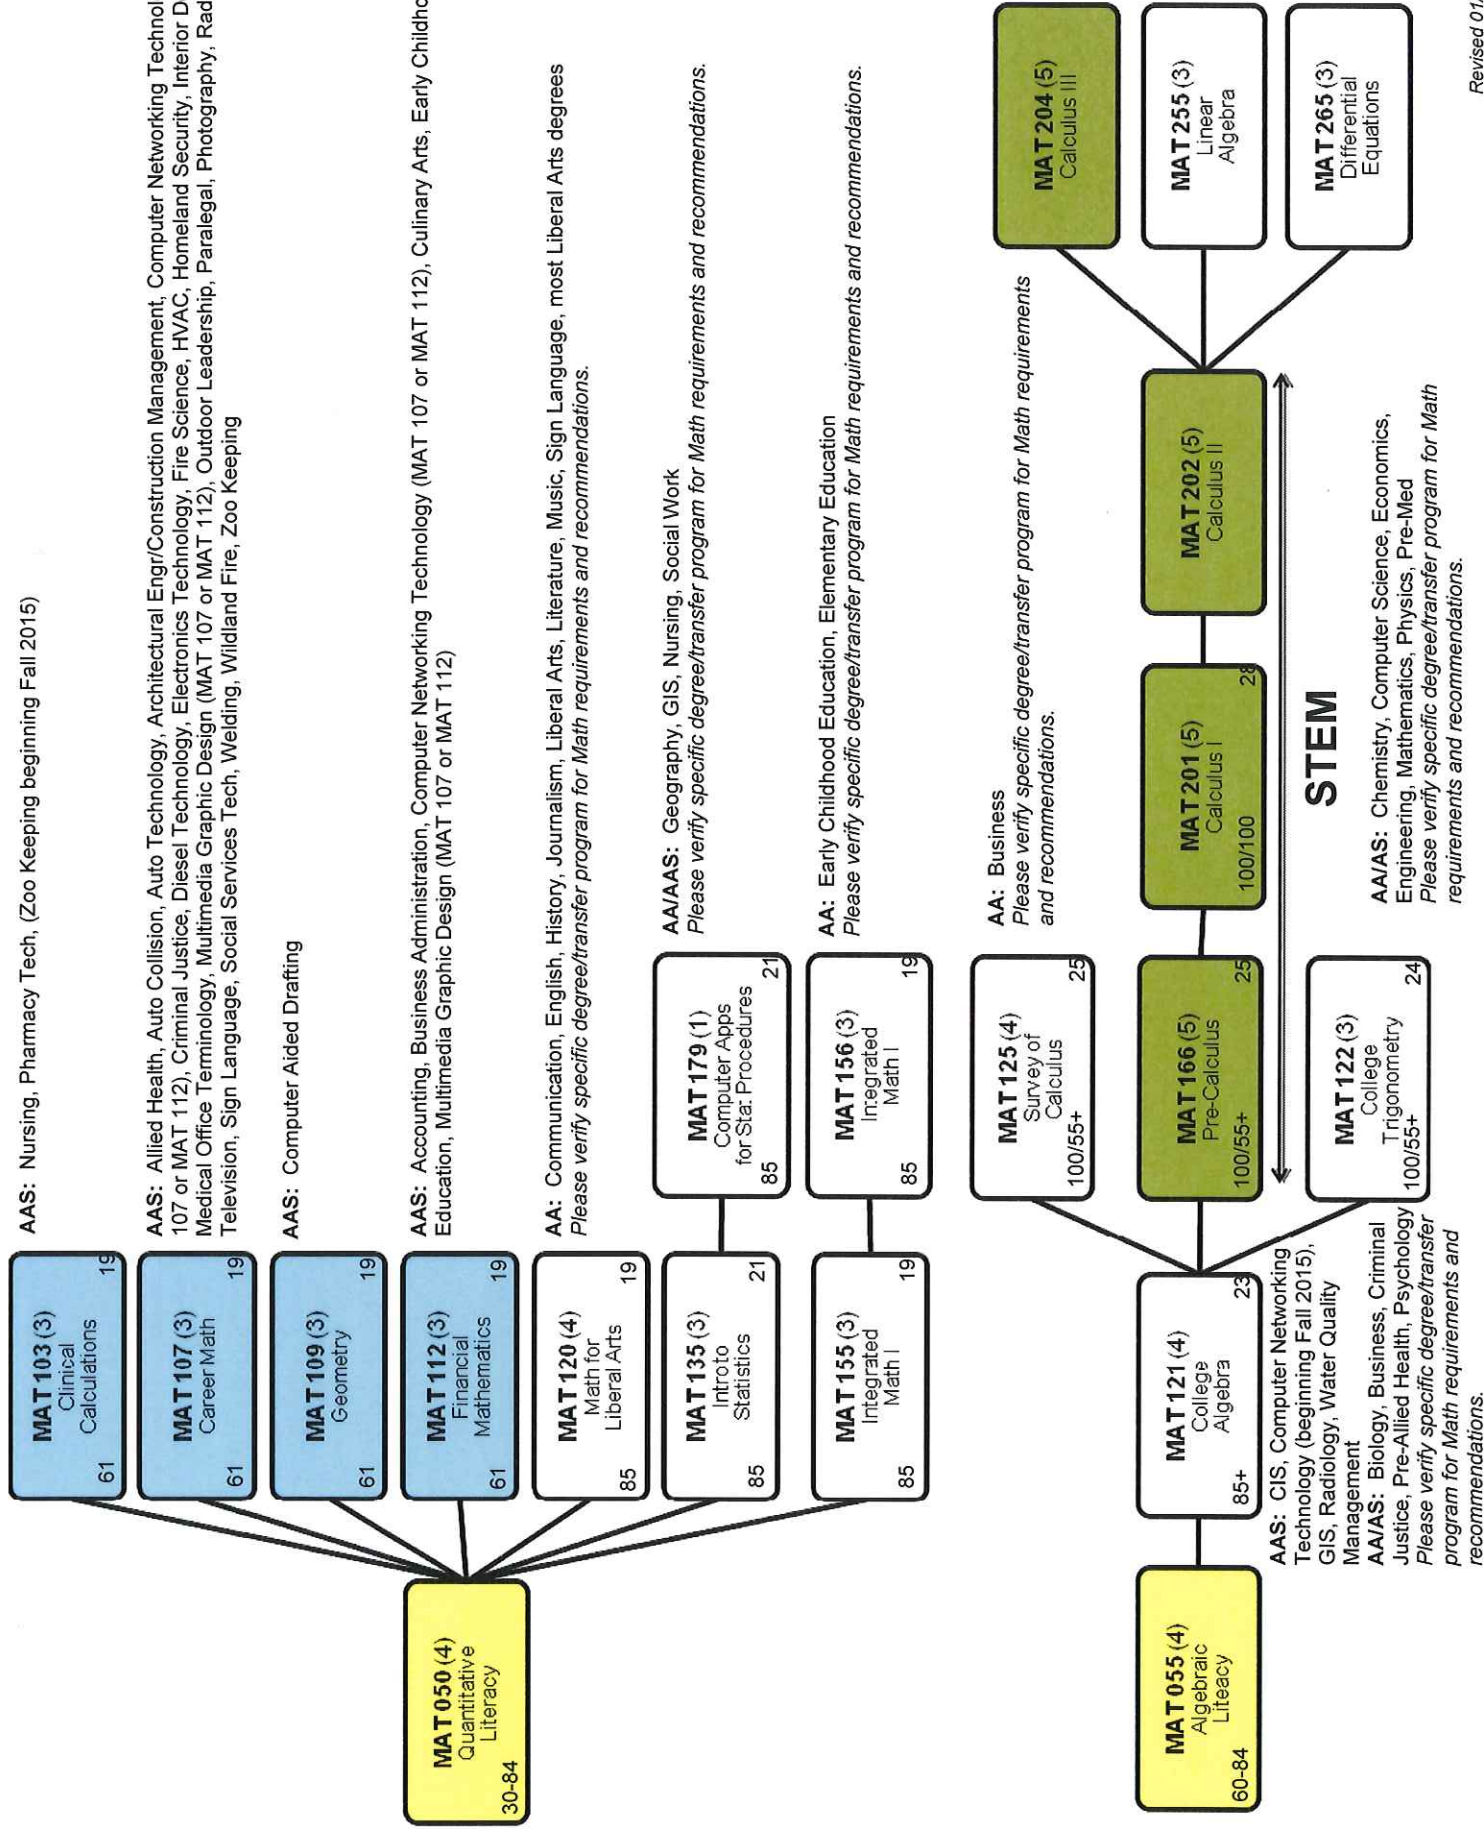 MAT 103 (3)
Clinical
Calculations
61
19
AAS: Nursing, Pharmacy Tech, (Zoo Keeping beginning Fall 2015)
MAT 107 (3)
Career Math
61
19
AAS: Allied Health, Auto Collision, Auto Technology, Architectural Engr/Construction Management, Computer Networking Technol
107 or MAT 112), Criminal Justice, Diesel Technology, Electronics Technology, Fire Science, HVAC, Homeland Security, Interior D
Medical Office Terminology, Multimedia Graphic Design (MAT 107 or MAT 112), Outdoor Leadership, Paralegal, Photography, Rad
Television, Sign Language, Social Services Tech, Welding, Wildland Fire, Zoo Keeping
MAT 109 (3)
Geometry
61
19
AAS: Computer Aided Drafting
MAT 050 (4)
Quantitative
Literacy
30-84
MAT 112 (3)
Financial
Mathematics
61
19
AAS: Accounting, Business Administration, Computer Networking Technology (MAT 107 or MAT 112), Culinary Arts, Early Childho
Education, Multimedia Graphic Design (MAT 107 or MAT 112)
MAT 120 (4)
Math for
Liberal Arts
85
19
AA: Communication, English, History, Journalism, Liberal Arts, Literature, Music, Sign Language, most Liberal Arts degrees
Please verify specific degree/transfer program for Math requirements and recommendations.
MAT 135 (3)
Intro to
Statistics
85
21
MAT 179 (1)
Computer Apps
for Sta: Procedures
85
21
AA/AAS: Geography, GIS, Nursing, Social Work
Please verify specific degree/transfer program for Math requirements and recommendations.
MAT 155 (3)
Integrated
Math I
85
19
MAT 156 (3)
Integrated
Math I
85
19
AA: Early Childhood Education, Elementary Education
Please verify specific degree/transfer program for Math requirements and recommendations.
MAT 125 (4)
Survey of
Calculus
100/55+
25
AA: Business
Please verify specific degree/transfer program for Math requirements
and recommendations.
MAT 204 (5)
Calculus III
MAT 055 (4)
Algebraic
Liteacy
60-84
MAT 121 (4)
College
Algebra
85+
23
MAT 166 (5)
Pre-Calculus
100/55+
25
MAT 201 (5)
Calculus I
100/100
28
MAT 202 (5)
Calculus II
MAT 255 (3)
Linear
Algebra
MAT 265 (3)
Differential
Equations
MAT 122 (3)
College
Trigonometry
100/55+
24
STEM
AAS: CIS, Computer Networking
Technology (beginning Fall 2015),
GIS, Radiology, Water Quality
Management
AA/AS: Biology, Business, Criminal
Justice, Pre-Allied Health, Psychology
Please verify specific degree/transfer
program for Math requirements and
recommendations.
AA/AS: Chemistry, Computer Science, Economics,
Engineering, Mathematics, Physics, Pre-Med
Please verify specific degree/transfer program for Math
requirements and recommendations.
Revised 01/